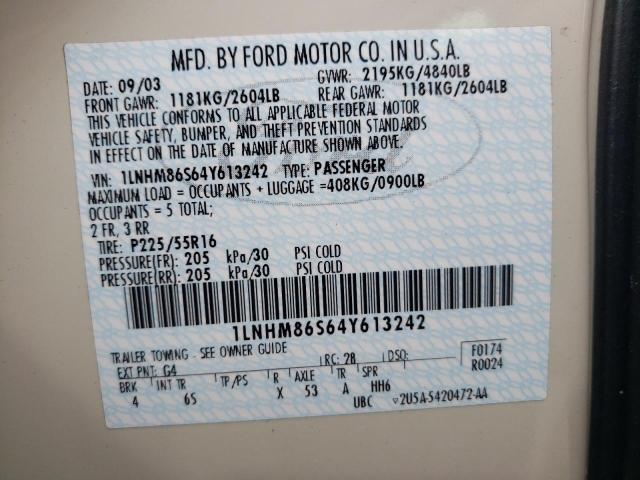 MFD. BY FORD MOTOR CO. IN U.S.A.
DATE: 09/03 GVWR: 2195KG/4840LB
FRONT GAWR: 1181KG/2604LB REAR GAWR: 1181KG/2604LB
THIS VEHICLE CONFORMS TO ALL APPLICABLE FEDERAL MOTOR
VEHICLE SAFETY, BUMPER, AND THEFT PREVENTION STANDARDS
IN EFFECT ON THE DATE OF MANUFACTURE SHOWN ABOVE.
VIN: 1LNHM86S64Y613242 TYPE: PASSENGER
MAXIMUM LOAD = OCCUPANTS + LUGGAGE = 408KG/0900LB
OCCUPANTS = 5 TOTAL;
2 FR, 3 RR
TIRE: P225/55R16
PRESSURE(FR): 205 kPa/30 PSI COLD
PRESSURE(RR): 205 kPa/30 PSI COLD
1LNHM86S64Y613242
TRAILER TOWING - SEE OWNER GUIDE
EXT PNT: G4 RC: 28 DSO: F0174
R0024
BRK INT TR TP/PS R AXLE TR SPR
4 6S X 53 A HH6
UBC ▽2U5A-5420472-AA